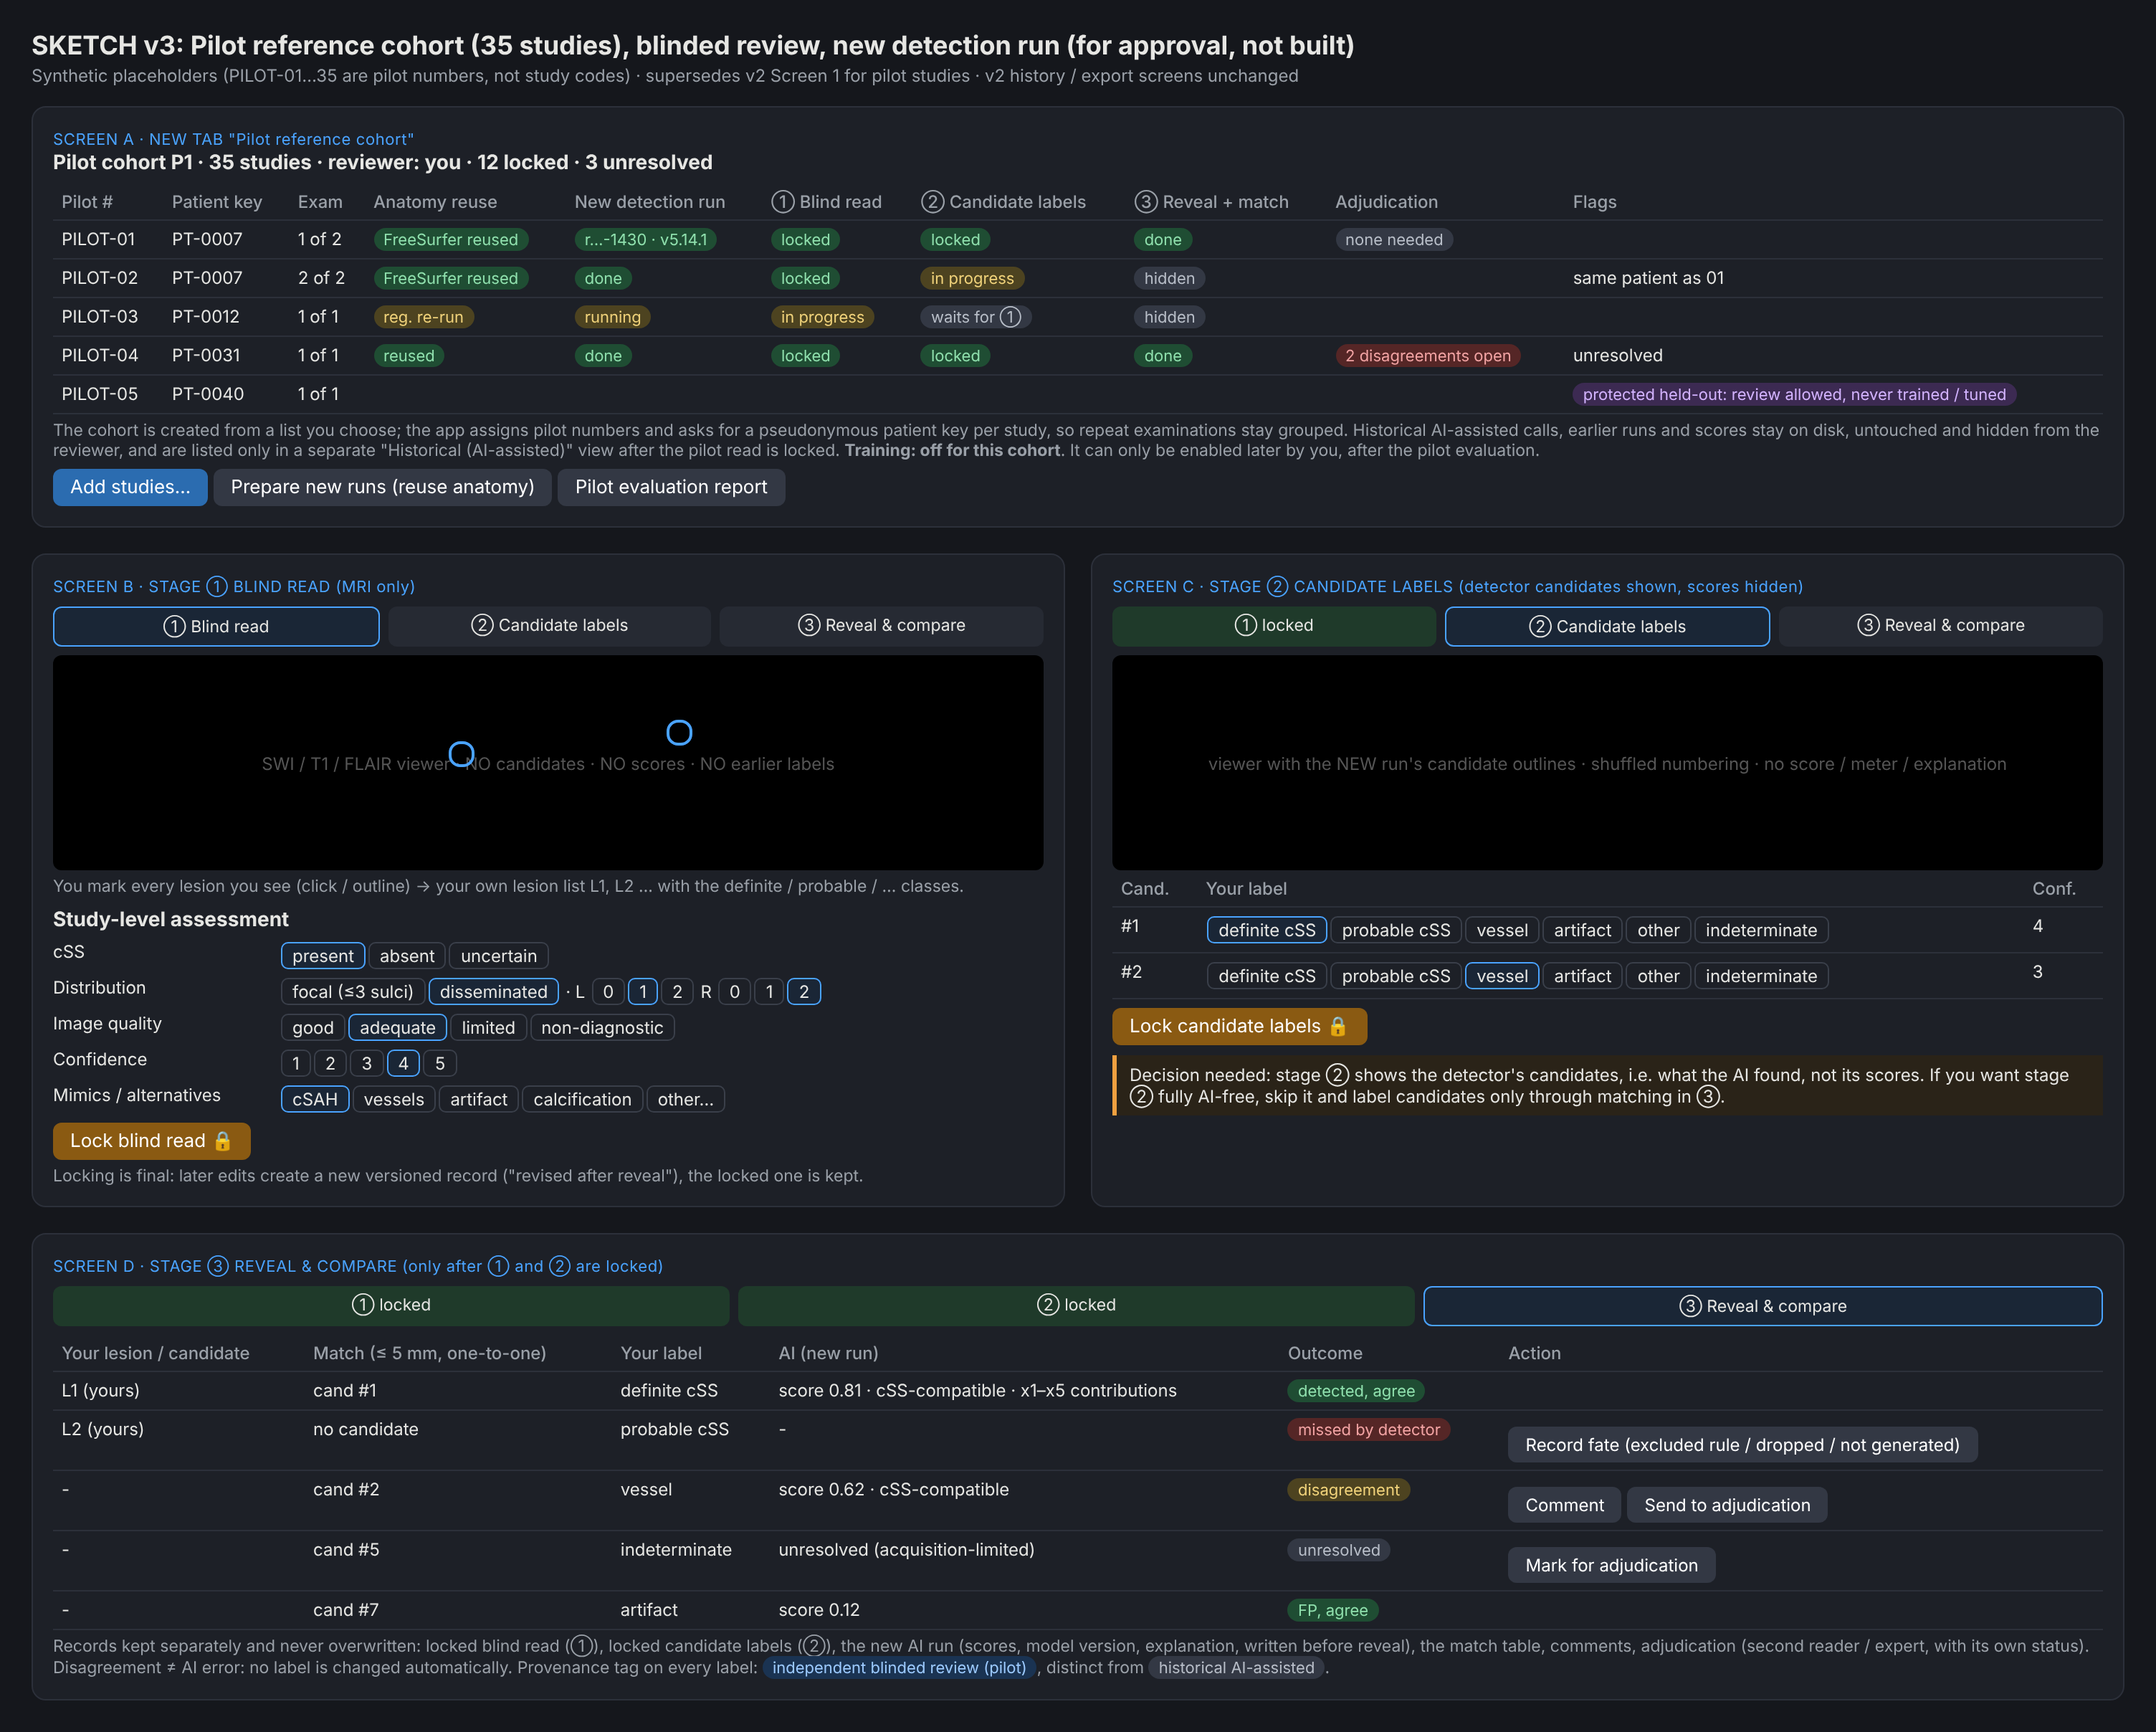 SKETCH v3: Pilot reference cohort (35 studies), blinded review, new detection run (for approval, not built)
Synthetic placeholders (PILOT-01…35 are pilot numbers, not study codes) · supersedes v2 Screen 1 for pilot studies · v2 history / export screens unchanged
SCREEN A · NEW TAB "Pilot reference cohort"
Pilot cohort P1 · 35 studies · reviewer: you · 12 locked · 3 unresolved
Pilot # Patient key Exam Anatomy reuse New detection run ① Blind read ② Candidate labels ③ Reveal + match Adjudication Flags
PILOT-01 PT-0007 1 of 2 FreeSurfer reused r…-1430 · v5.14.1 locked locked done none needed
PILOT-02 PT-0007 2 of 2 FreeSurfer reused done locked in progress hidden same patient as 01
PILOT-03 PT-0012 1 of 1 reg. re-run running in progress waits for ① hidden
PILOT-04 PT-0031 1 of 1 reused done locked locked done 2 disagreements open unresolved
PILOT-05 PT-0040 1 of 1 protected held-out: review allowed, never trained / tuned
The cohort is created from a list you choose; the app assigns pilot numbers and asks for a pseudonymous patient key per study, so repeat examinations stay grouped. Historical AI-assisted calls, earlier runs and scores stay on disk, untouched and hidden from the
reviewer, and are listed only in a separate "Historical (AI-assisted)" view after the pilot read is locked. Training: off for this cohort. It can only be enabled later by you, after the pilot evaluation.
Add studies… Prepare new runs (reuse anatomy) Pilot evaluation report
SCREEN B · STAGE ① BLIND READ (MRI only)
① Blind read ② Candidate labels ③ Reveal & compare
SWI / T1 / FLAIR viewer · NO candidates · NO scores · NO earlier labels
You mark every lesion you see (click / outline) → your own lesion list L1, L2 … with the definite / probable / … classes.
Study-level assessment
cSS present absent uncertain
Distribution focal (≤3 sulci) disseminated · L 0 1 2 R 0 1 2
Image quality good adequate limited non-diagnostic
Confidence 1 2 3 4 5
Mimics / alternatives cSAH vessels artifact calcification other…
Lock blind read 🔒
Locking is final: later edits create a new versioned record ("revised after reveal"), the locked one is kept.
SCREEN C · STAGE ② CANDIDATE LABELS (detector candidates shown, scores hidden)
① locked ② Candidate labels ③ Reveal & compare
viewer with the NEW run's candidate outlines · shuffled numbering · no score / meter / explanation
Cand. Your label Conf.
#1 definite cSS probable cSS vessel artifact other indeterminate 4
#2 definite cSS probable cSS vessel artifact other indeterminate 3
Lock candidate labels 🔒
Decision needed: stage ② shows the detector's candidates, i.e. what the AI found, not its scores. If you want stage
② fully AI-free, skip it and label candidates only through matching in ③.
SCREEN D · STAGE ③ REVEAL & COMPARE (only after ① and ② are locked)
① locked ② locked ③ Reveal & compare
Your lesion / candidate Match (≤ 5 mm, one-to-one) Your label AI (new run) Outcome Action
L1 (yours) cand #1 definite cSS score 0.81 · cSS-compatible · x1–x5 contributions detected, agree
L2 (yours) no candidate probable cSS - missed by detector Record fate (excluded rule / dropped / not generated)
- cand #2 vessel score 0.62 · cSS-compatible disagreement Comment Send to adjudication
- cand #5 indeterminate unresolved (acquisition-limited) unresolved Mark for adjudication
- cand #7 artifact score 0.12 FP, agree
Records kept separately and never overwritten: locked blind read (①), locked candidate labels (②), the new AI run (scores, model version, explanation, written before reveal), the match table, comments, adjudication (second reader / expert, with its own status).
Disagreement ≠ AI error: no label is changed automatically. Provenance tag on every label: independent blinded review (pilot), distinct from historical AI-assisted.